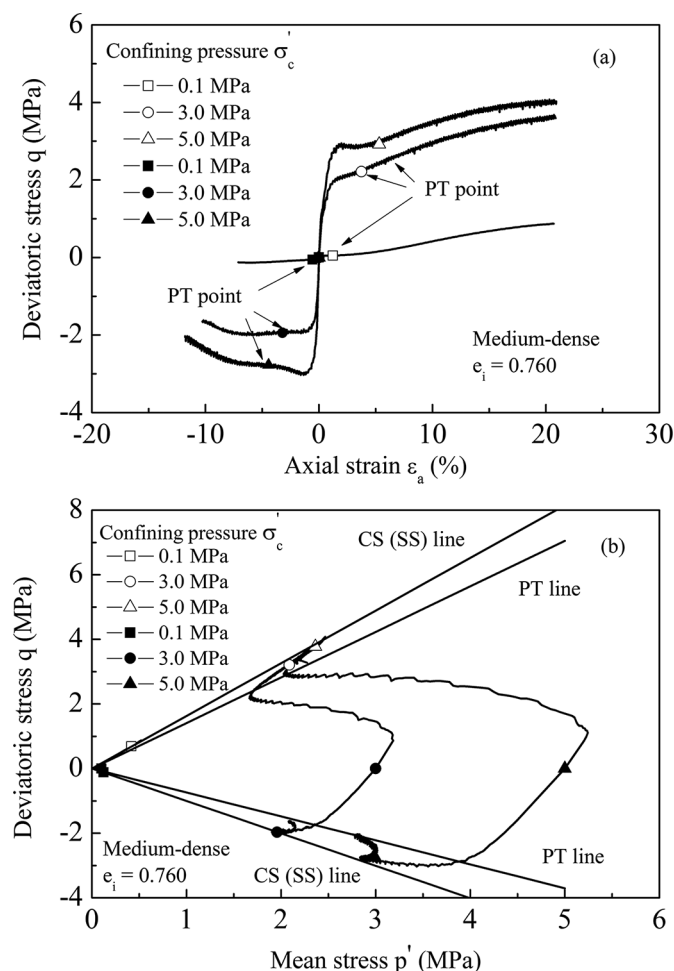 (a)
Confining pressure σ'c
0.1 MPa
3.0 MPa
5.0 MPa
0.1 MPa
3.0 MPa
5.0 MPa
PT point
PT point
Medium-dense
ei = 0.760
6
4
2
0
-2
-4
Deviatoric stress q (MPa)
-20 -10 0 10 20 30
Axial strain εa (%)
(b)
Confining pressure σ'c
0.1 MPa
3.0 MPa
5.0 MPa
0.1 MPa
3.0 MPa
5.0 MPa
CS (SS) line
PT line
PT line
CS (SS) line
Medium-dense
ei = 0.760
8
6
4
2
0
-2
-4
Deviatoric stress q (MPa)
0 1 2 3 4 5 6
Mean stress p' (MPa)